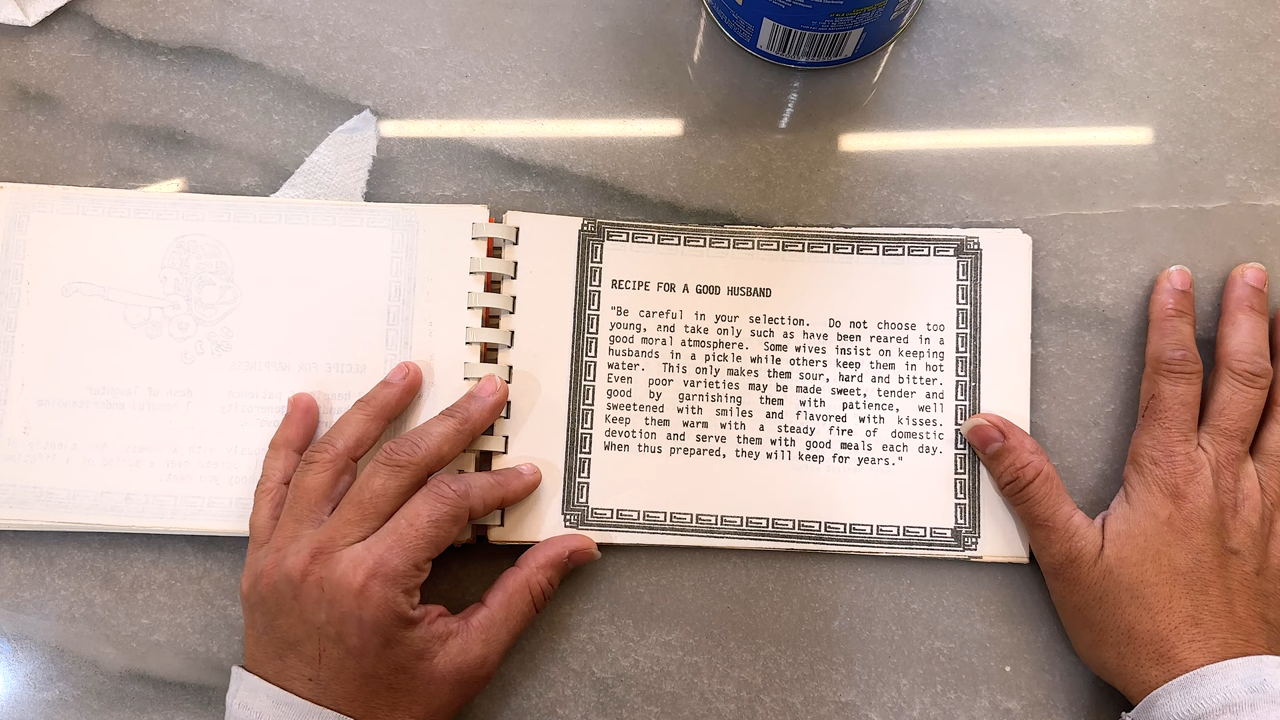 RECIPE FOR A GOOD HUSBAND
"Be careful in your selection. Do not choose too
young, and take only such as have been reared in a
good moral atmosphere. Some wives insist on keeping
husbands in a pickle while others keep them in hot
water. This only makes them sour, hard and bitter.
Even poor varieties may be made sweet, tender and
good by garnishing them with patience, well
sweetened with smiles and flavored with kisses.
Keep them warm with a steady fire of domestic
devotion and serve them with good meals each day.
When thus prepared, they will keep for years."
RECIPE FOR HAPPINESS